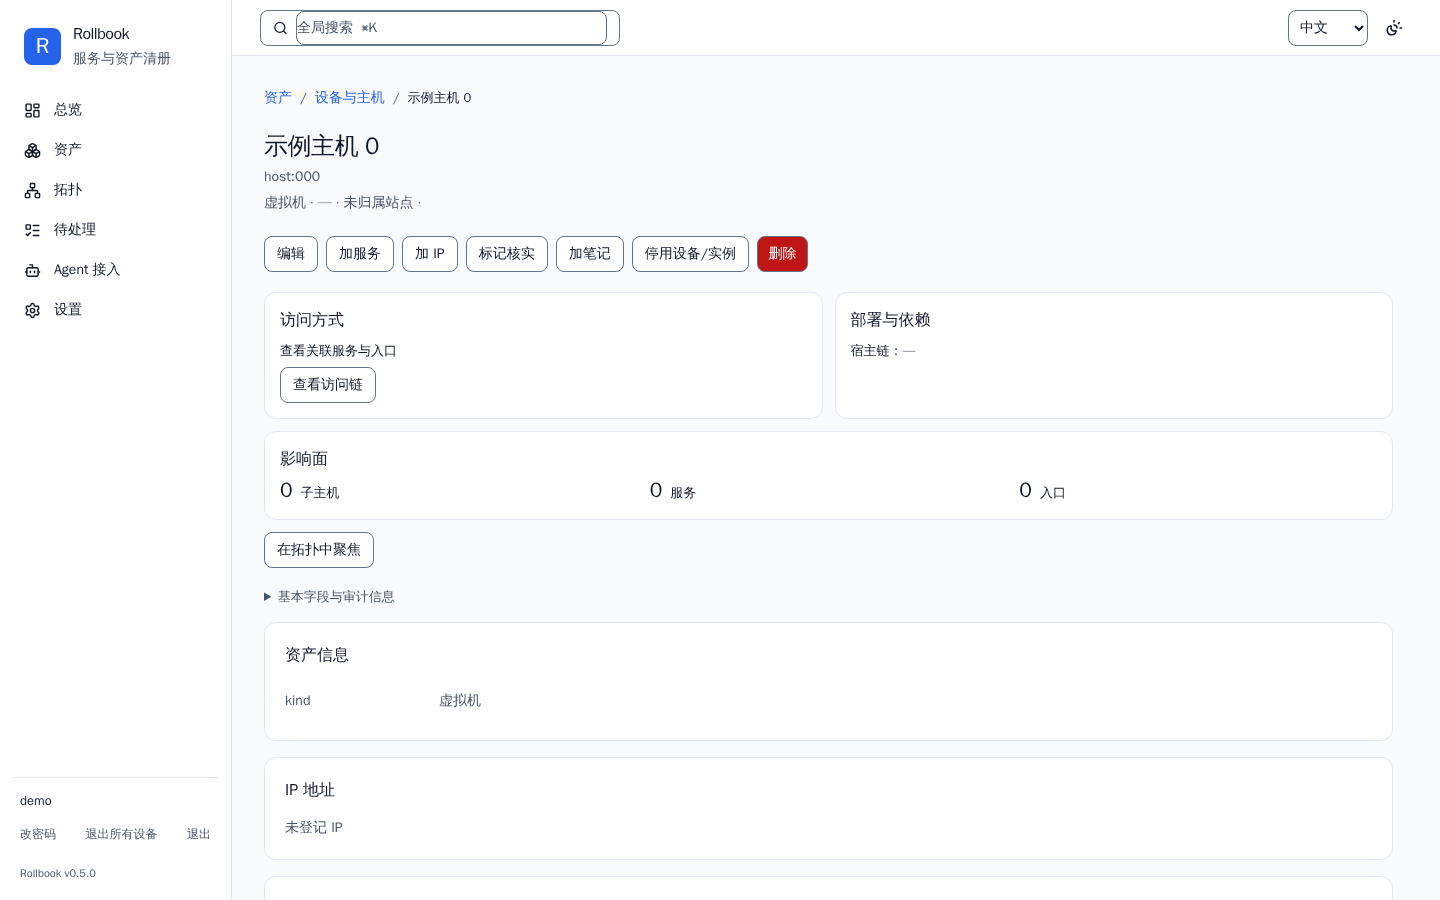 R
Rollbook
服务与资产清册
总览
资产
拓扑
待处理
Agent 接入
设置
demo
改密码 退出所有设备 退出
Rollbook v0.5.0
全局搜索 ⌘K
中文
资产 / 设备与主机 / 示例主机 0
示例主机 0
host:000
虚拟机 · — · 未归属站点 ·
编辑 加服务 加 IP 标记核实 加笔记 停用设备/实例 删除
访问方式
查看关联服务与入口
查看访问链
部署与依赖
宿主链：—
影响面
0 子主机 0 服务 0 入口
在拓扑中聚焦
▶ 基本字段与审计信息
资产信息
kind 虚拟机
IP 地址
未登记 IP